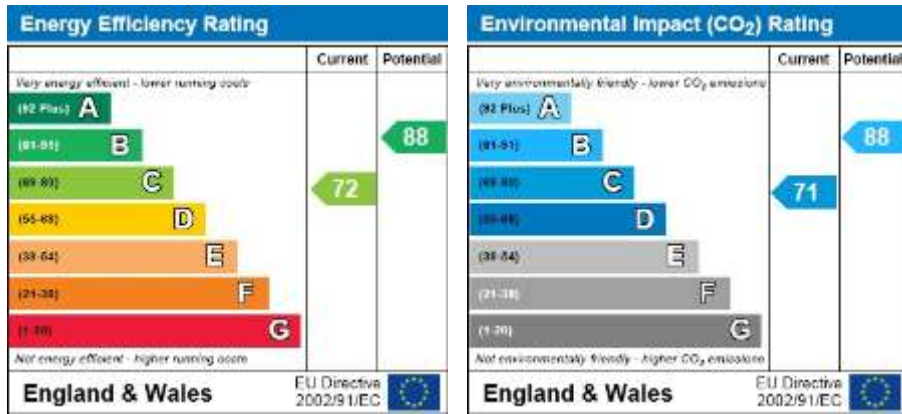 Energy Efficiency Rating
Current Potential
Very energy efficient - lower running costs
(92 Plus) A
(81-91) B
88
(69-80) C
72
(55-68) D
(39-54) E
(21-38) F
(1-20) G
Not energy efficient - higher running costs
England & Wales
EU Directive
2002/91/EC
Environmental Impact (CO₂) Rating
Current Potential
Very environmentally friendly - lower CO₂ emissions
(92 Plus) A
(81-91) B
88
(69-80) C
71
(55-68) D
(39-54) E
(21-38) F
(1-20) G
Not environmentally friendly - higher CO₂ emissions
England & Wales
EU Directive
2002/91/EC